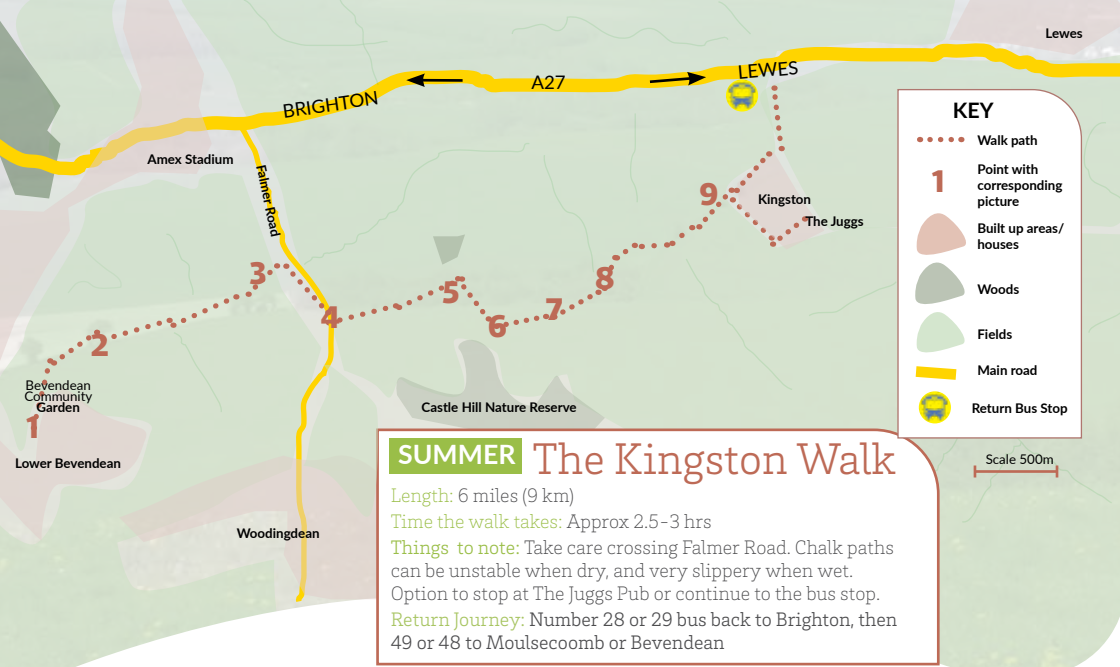 Lewes
LEWES
A27
BRIGHTON
Amex Stadium
Falmer Road
Kingston
The Juggs
9
8
7
6
5
4
3
2
1
Bevendean
Community
Garden
Lower Bevendean
Castle Hill Nature Reserve
Woodingdean
KEY
Walk path
1
Point with
corresponding
picture
Built up areas/
houses
Woods
Fields
Main road
Return Bus Stop
Scale 500m
SUMMER The Kingston Walk
Length: 6 miles (9 km)
Time the walk takes: Approx 2.5-3 hrs
Things to note: Take care crossing Falmer Road. Chalk paths
can be unstable when dry, and very slippery when wet.
Option to stop at The Juggs Pub or continue to the bus stop.
Return Journey: Number 28 or 29 bus back to Brighton, then
49 or 48 to Moulsecoomb or Bevendean